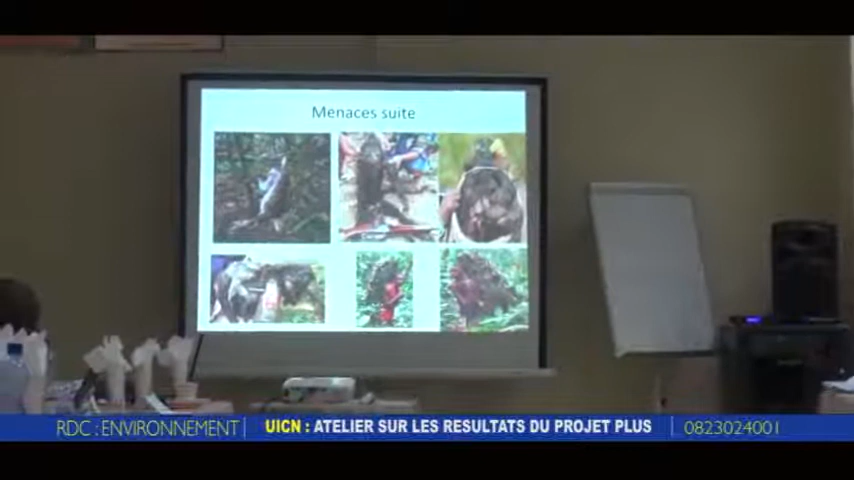 Menaces suite
RDC : ENVIRONNEMENT UICN : ATELIER SUR LES RESULTATS DU PROJET PLUS 0823024001